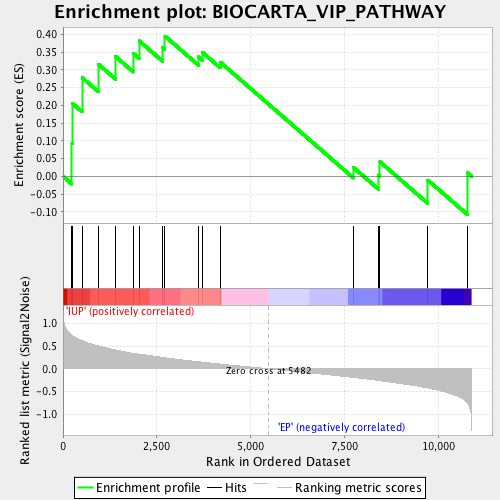 Enrichment plot: BIOCARTA_VIP_PATHWAY
Enrichment score (ES)
0.40
0.35
0.30
0.25
0.20
0.15
0.10
0.05
0.00
-0.05
-0.10
Ranked list metric (Signal2Noise)
'IUP' (positively correlated)
1.0
0.5
0.0
-0.5
-1.0
Zero cross at 5482
'EP' (negatively correlated)
0
2,500
5,000
7,500
10,000
Rank in Ordered Dataset
Enrichment profile
Hits
Ranking metric scores